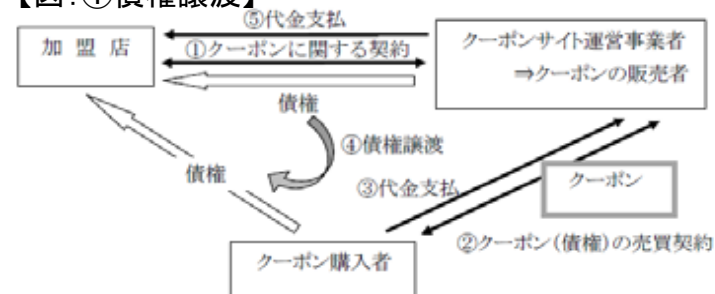 【図:①債権譲渡】
⑤代金支払
加 盟 店
①クーポンに関する契約
クーポンサイト運営事業者
⇒クーポンの販売者
債権
④債権譲渡
債権
③代金支払
クーポン
②クーポン(債権)の売買契約
クーポン購入者